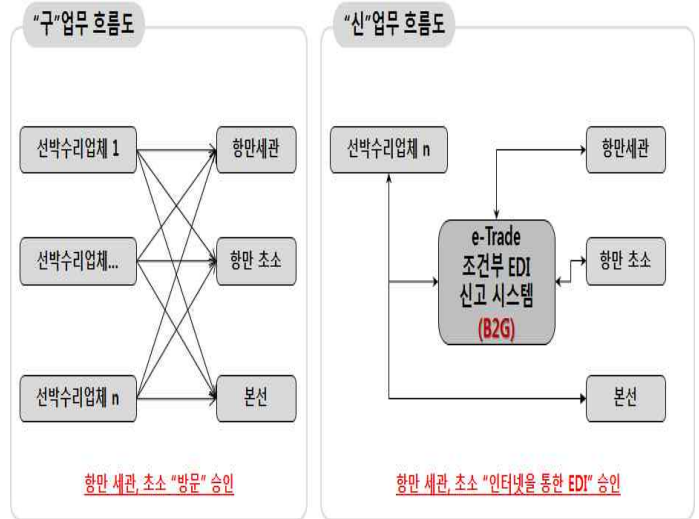 “구”업무 흐름도
선박수리업체 1
항만세관
선박수리업체...
항만 초소
선박수리업체 n
본선
항만 세관, 초소 “방문” 승인
“신”업무 흐름도
선박수리업체 n
항만세관
e-Trade
조건부 EDI
신고 시스템
(B2G)
항만 초소
본선
항만 세관, 초소 “인터넷을 통한 EDI” 승인